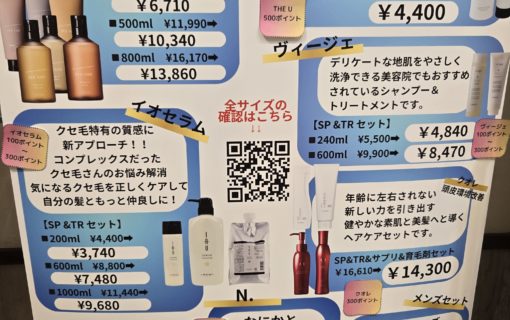 ¥6,710
■500ml ¥11,990➡
¥10,340
■800ml ¥16,170➡
¥13,860
THE U
500ポイント
¥4,400
ヴィージェ
デリケートな地肌をやさしく
洗浄できる美容院でもおすすめ
されているシャンプー&
トリートメントです。
【SP &TR セット】
■240ml ¥5,500➡
¥4,840
■600ml ¥9,900➡
¥8,470
ヴィージェ
100ポイント
〜
300ポイント
イオセラム
イオセラム
100ポイント
〜
300ポイント
クセ毛特有の質感に
新アプローチ!!
コンプレックスだった
クセ毛さんのお悩み解消
気になるクセ毛を正しくケアして
自分の髪ともっと仲良しに!
【SP &TR セット】
■200ml ¥4,400➡
¥3,740
■600ml ¥8,800➡
¥7,480
■1000ml ¥11,440➡
¥9,680
全サイズの
確認はこちら
↓↓
クオレ
頭皮環境改善
年齢に左右されない
新しい力を引き出す
健やかな素肌と美髪へと導く
ヘアケアセットです。
SP&TR&サプリ&育毛剤セット
¥16,610➡
¥14,300
クオレ
500ポイント
N.
メンズセット